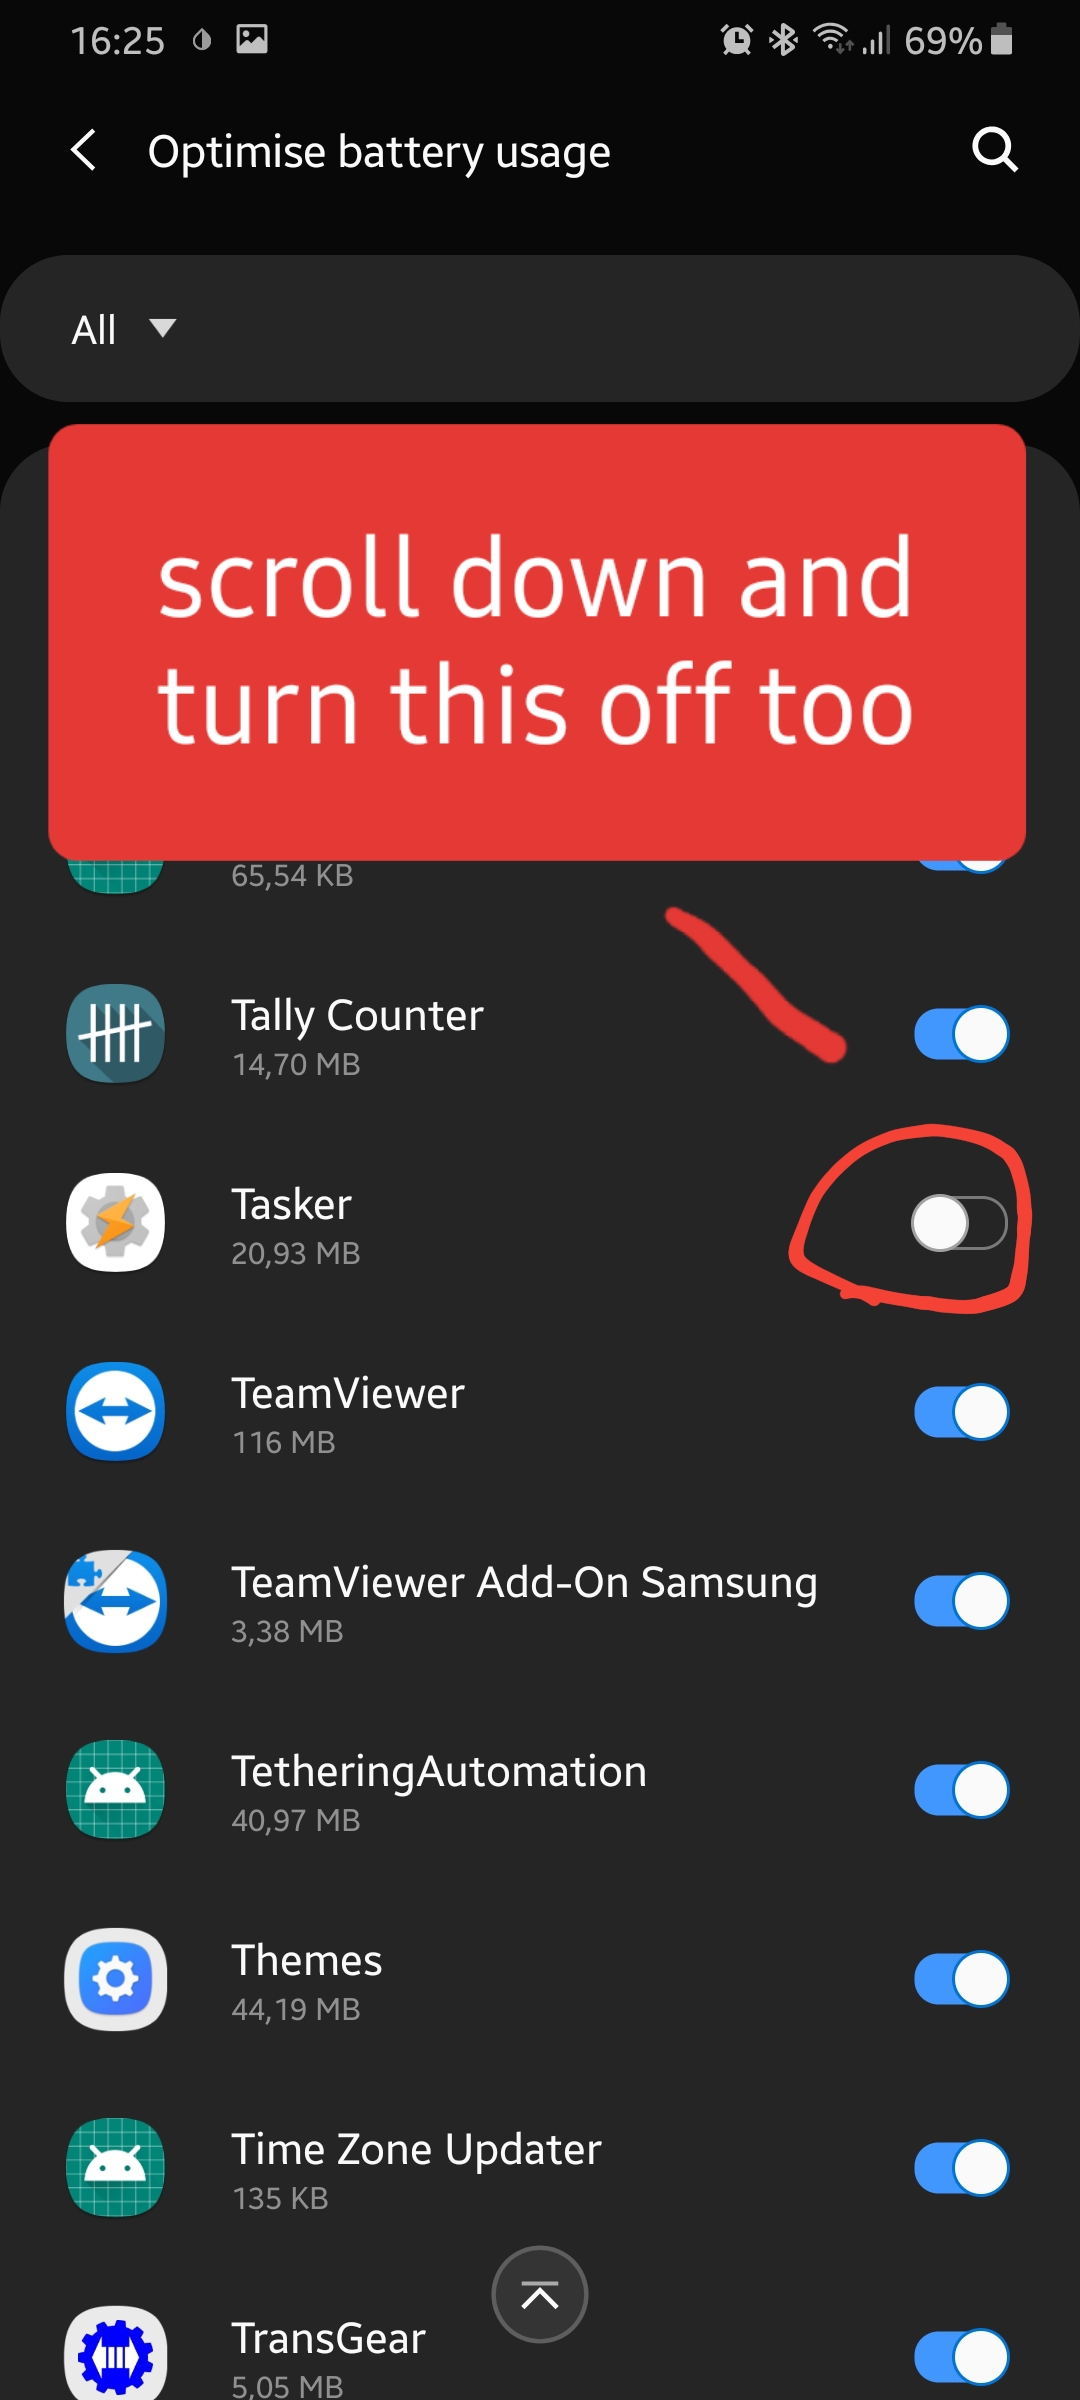 16:25
69%
Optimise battery usage
All
scroll down and
turn this off too
65,54 KB
Tally Counter
14,70 MB
Tasker
20,93 MB
TeamViewer
116 MB
TeamViewer Add-On Samsung
3,38 MB
TetheringAutomation
40,97 MB
Themes
44,19 MB
Time Zone Updater
135 KB
TransGear
5,05 MB